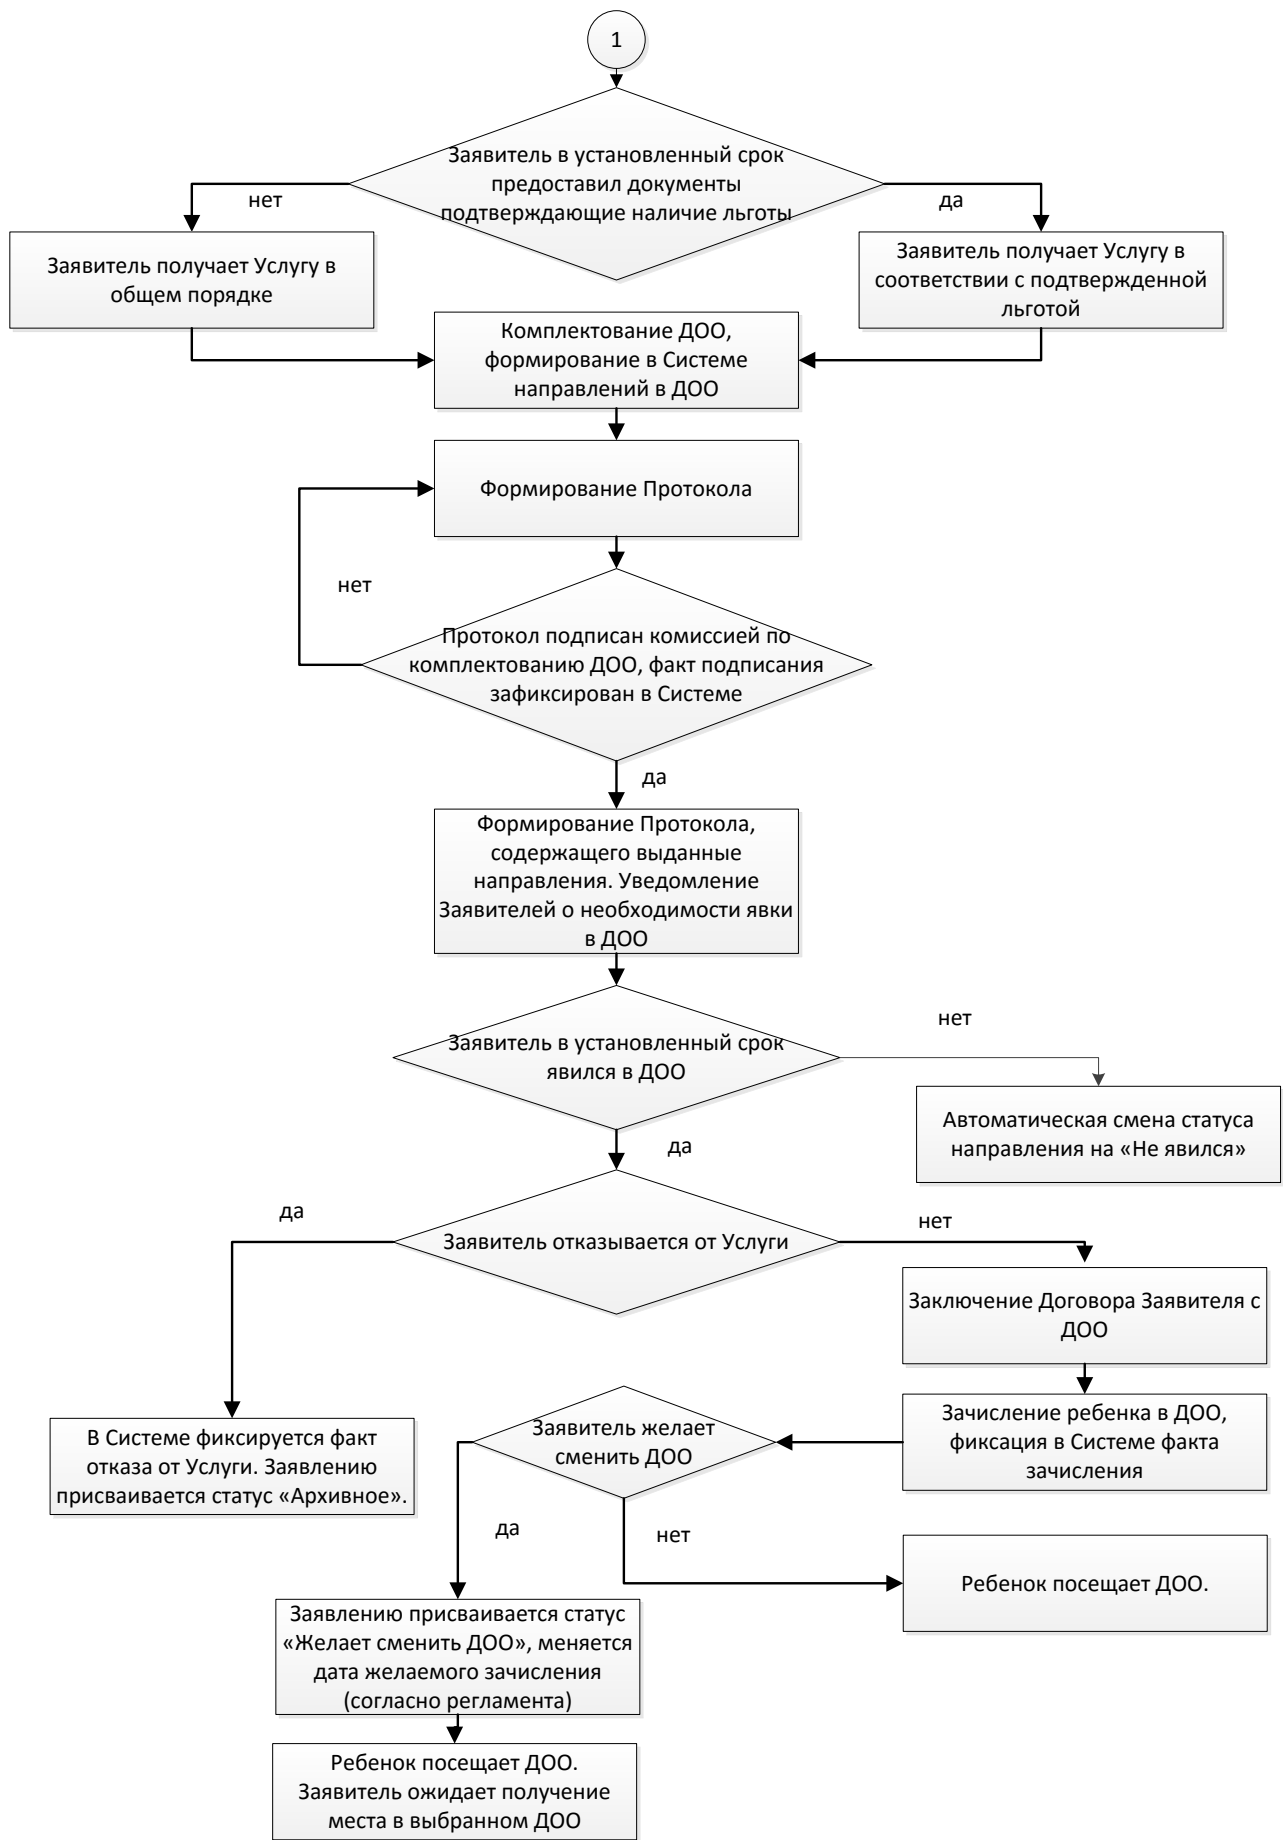 1
Заявитель в установленный срок
предоставил документы
подтверждающие наличие льготы
нет
да
Заявитель получает Услугу в
общем порядке
Заявитель получает Услугу в
соответствии с подтвержденной
льготой
Комплектование ДОО,
формирование в Системе
направлений в ДОО
Формирование Протокола
нет
Протокол подписан комиссией по
комплектованию ДОО, факт подписания
зафиксирован в Системе
да
Формирование Протокола,
содержащего выданные
направления. Уведомление
Заявителей о необходимости явки
в ДОО
Заявитель в установленный срок
явился в ДОО
нет
Автоматическая смена статуса
направления на «Не явился»
да
Заявитель отказывается от Услуги
да
нет
Заключение Договора Заявителя с
ДОО
Зачисление ребенка в ДОО,
фиксация в Системе факта
зачисления
Заявитель желает
сменить ДОО
В Системе фиксируется факт
отказа от Услуги. Заявлению
присваивается статус «Архивное».
да
нет
Ребенок посещает ДОО.
Заявлению присваивается статус
«Желает сменить ДОО», меняется
дата желаемого зачисления
(согласно регламента)
Ребенок посещает ДОО.
Заявитель ожидает получение
места в выбранном ДОО